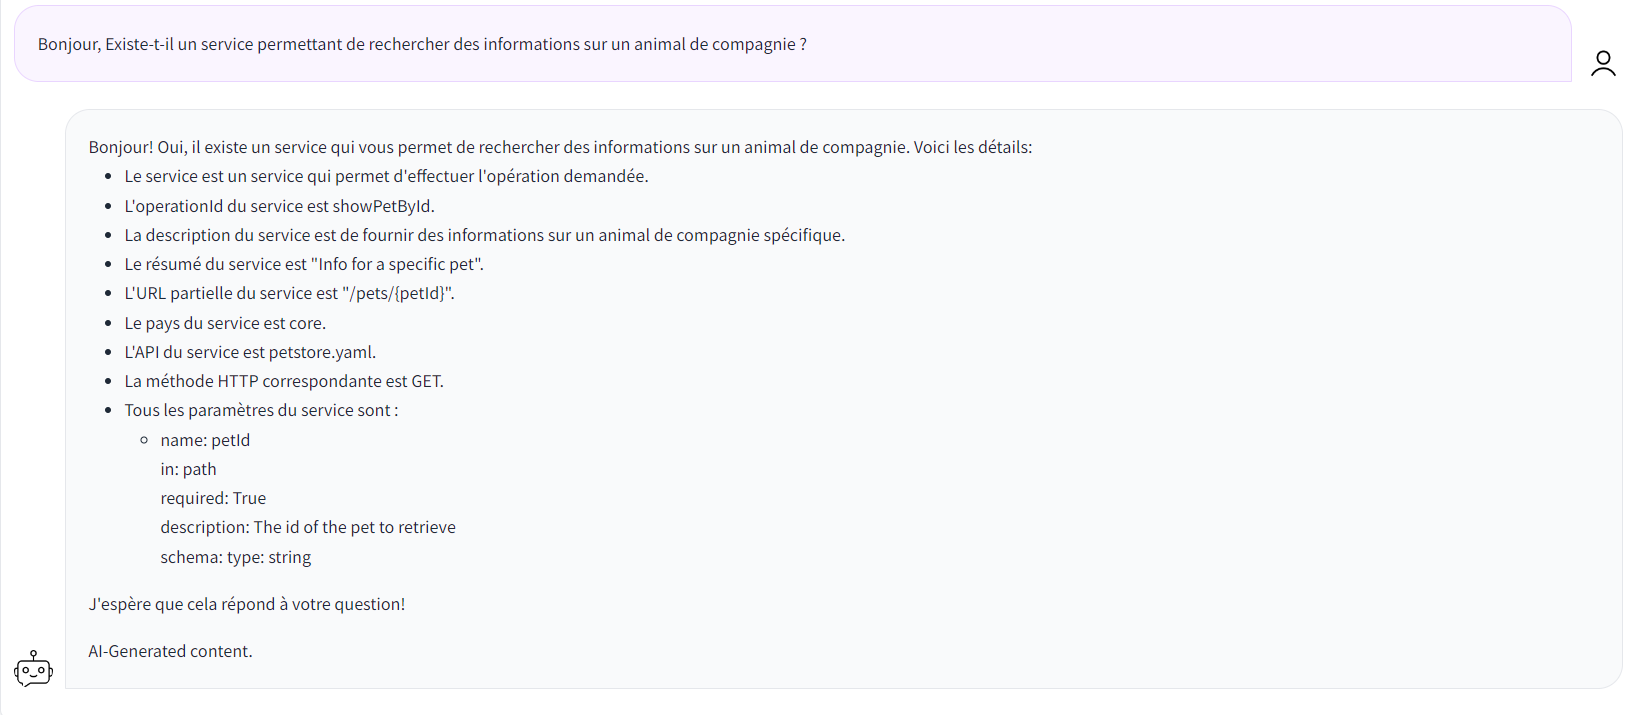 Bonjour, Existe-t-il un service permettant de rechercher des informations sur un animal de compagnie ?
Bonjour! Oui, il existe un service qui vous permet de rechercher des informations sur un animal de compagnie. Voici les détails:
• Le service est un service qui permet d'effectuer l'opération demandée.
• L'operationId du service est showPetById.
• La description du service est de fournir des informations sur un animal de compagnie spécifique.
• Le résumé du service est "Info for a specific pet".
• L'URL partielle du service est "/pets/{petId}".
• Le pays du service est core.
• L'API du service est petstore.yaml.
• La méthode HTTP correspondante est GET.
• Tous les paramètres du service sont :
◦ name: petId
in: path
required: True
description: The id of the pet to retrieve
schema: type: string
J'espère que cela répond à votre question!
AI-Generated content.